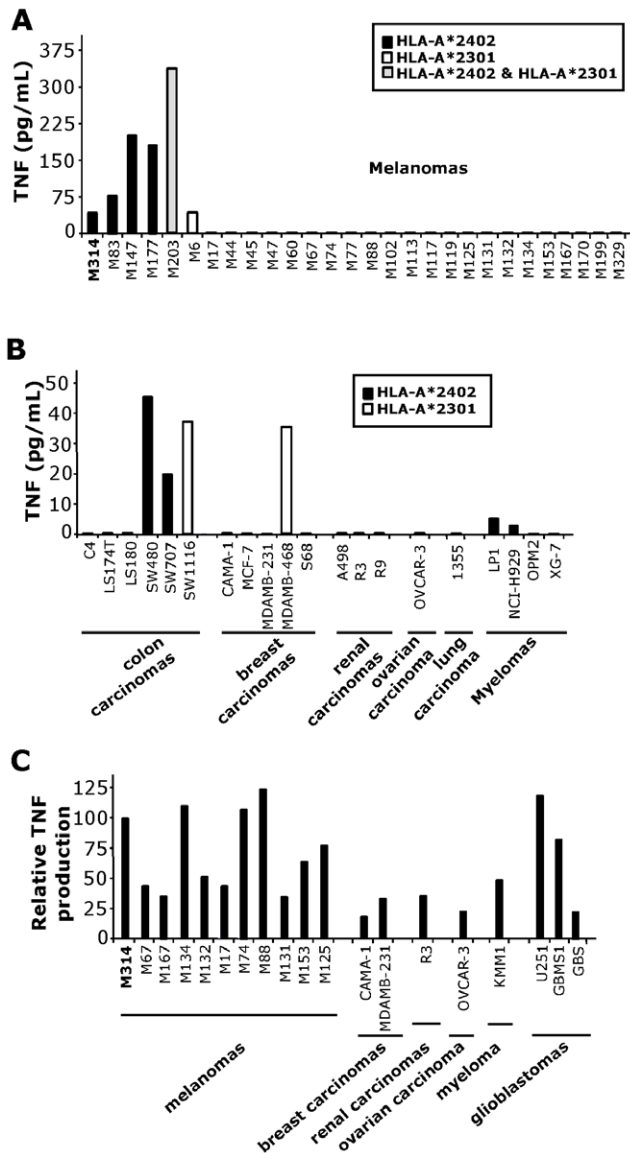 A
TNF (pg/mL)
375
300
225
150
75
0
HLA-A*2402
HLA-A*2301
HLA-A*2402 & HLA-A*2301
Melanomas
M314
M83
M147
M177
M203
M6
M17
M44
M45
M47
M60
M67
M74
M77
M88
M102
M113
M117
M119
M125
M131
M132
M134
M153
M167
M170
M199
M329
B
TNF (pg/mL)
50
40
30
20
10
0
HLA-A*2402
HLA-A*2301
C4
LS174T
LS180
SW480
SW707
SW1116
CAMA-1
MCF-7
MDAMB-231
MDAMB-468
S68
A498
R3
R9
OVCAR-3
1355
LP1
NCI-H929
OPM2
XG-7
colon
carcinomas
breast
carcinomas
renal
carcinomas
ovarian
carcinoma
lung
carcinoma
Myelomas
C
Relative TNF
production
125
100
75
50
25
0
M314
M67
M167
M134
M132
M17
M74
M88
M131
M153
M125
CAMA-1
MDAMB-231
R3
OVCAR-3
KMM1
U251
GBMS1
GBS
melanomas
breast carcinomas
renal carcinomas
ovarian carcinoma
myeloma
glioblastomas